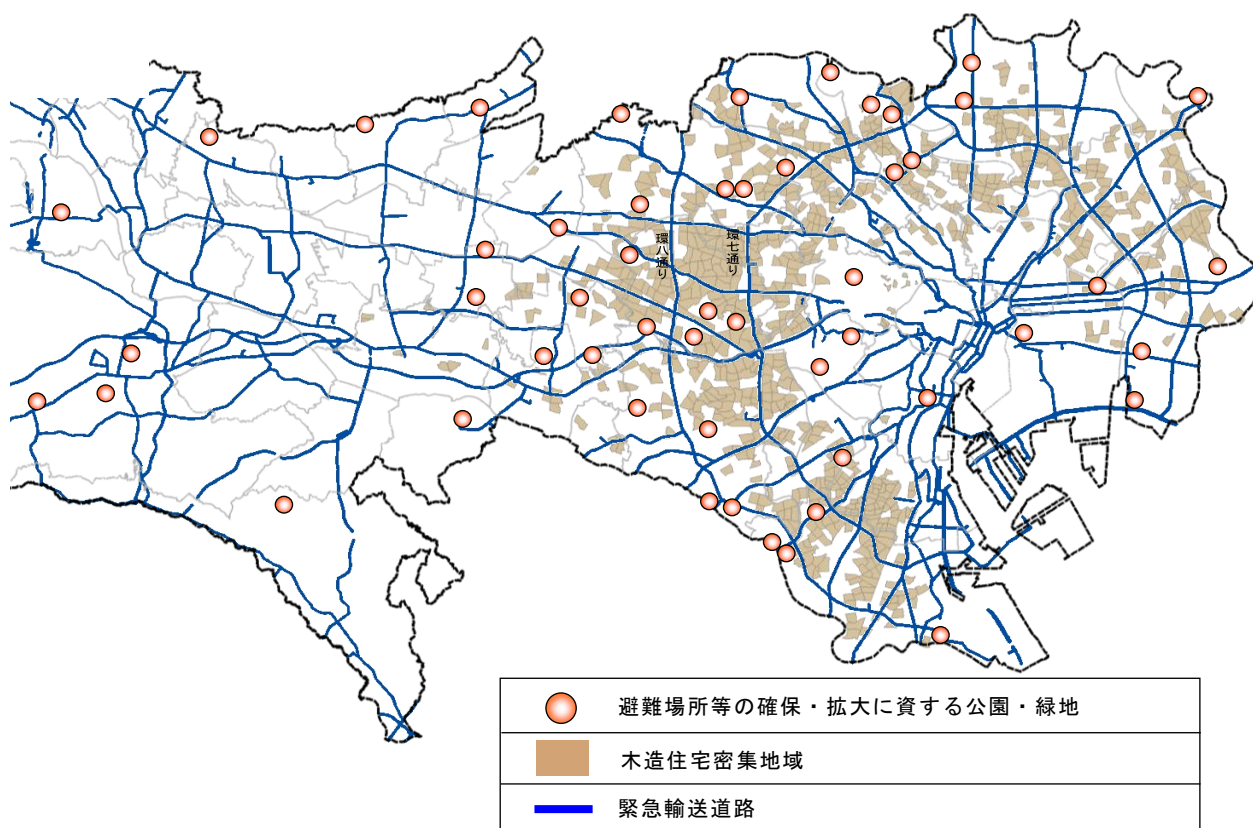 環八通り
環七通り
避難場所等の確保・拡大に資する公園・緑地
木造住宅密集地域
緊急輸送道路